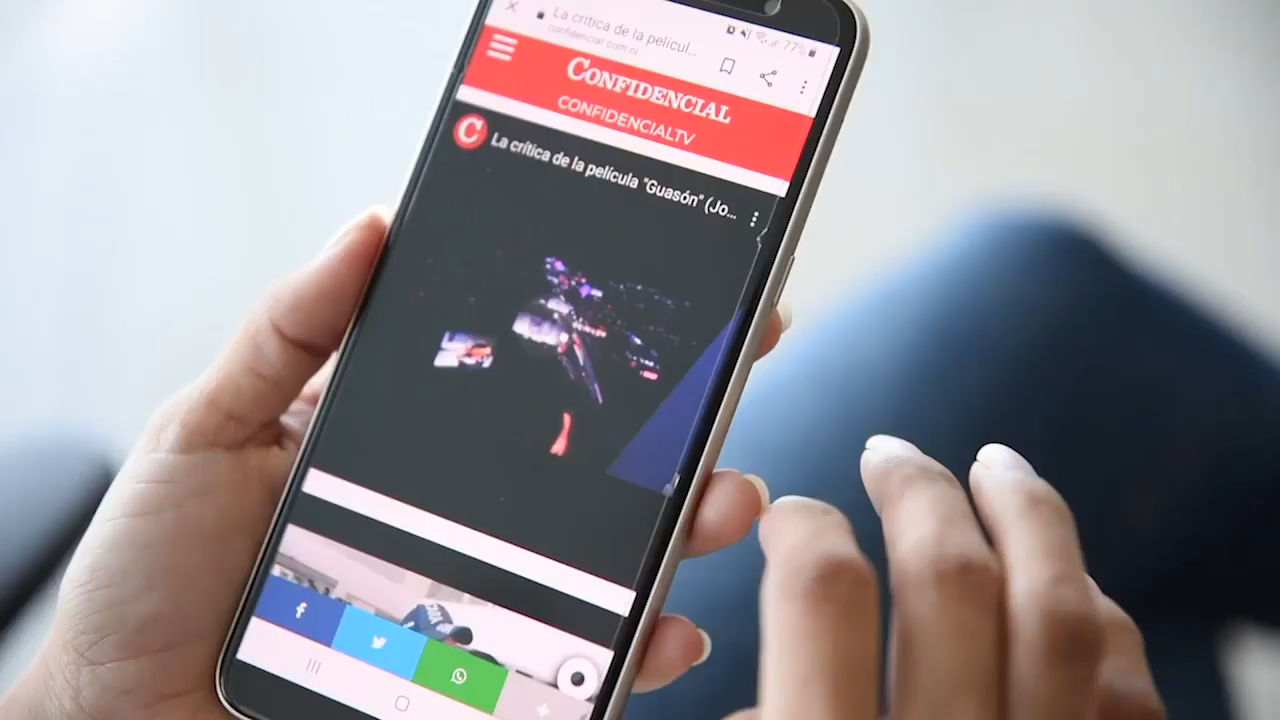 La crítica de la películ...
confidencial.com.ni
77%
CONFIDENCIAL
CONFIDENCIALTV
C
La crítica de la película "Guasón" (Jo...
f